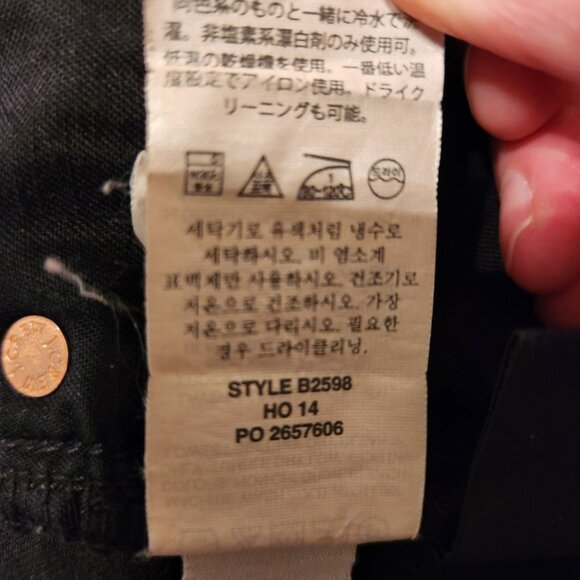 同色系のものと一緒に冷水で洗
濯。非塩素系漂白剤のみ使用可。
低温の乾燥機を使用。一番低い温
度設定でアイロン使用。ドライク
リーニングも可能。
1
드라이
세탁기로 유색처럼 냉수로
세탁하시오. 비 염소계
표백제만 사용하시오. 건조기로
저온으로 건조하시오. 가장
저온으로 다리시오. 필요한
경우 드라이클리닝.
STYLE B2598
HO 14
PO 2657606
J.CREW J.CREW